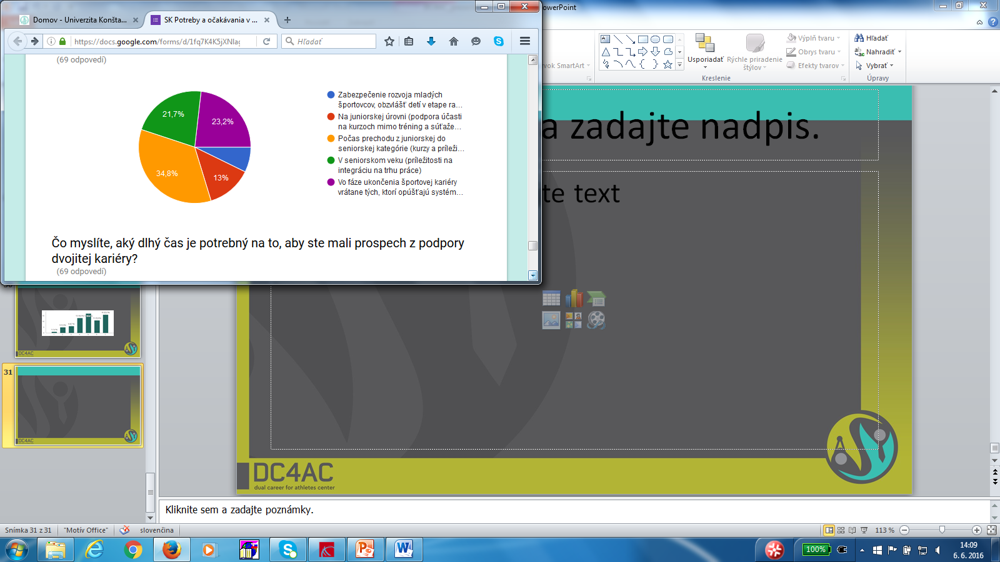 Domov - Univerzita Konšta...
SK Potreby a očakávania v ...
https://docs.google.com/forms/d/1fq7K4K5jXNlag
Hľadať
(69 odpovedí)
21,7%
23,2%
34,8%
13%
Zabezpečenie rozvoja mladých
športovcov, obzvlášť detí v etape ra...
Na juniorskej úrovni (podpora účasti
na kurzoch mimo tréning a súťaže...
Počas prechodu z juniorskej do
seniorskej kategórie (kurzy a príleži...
V seniorskom veku (príležitosti na
integráciu na trhu práce)
Vo fáze ukončenia športovej kariéry
vrátane tých, ktorí opúšťajú systém...
Čo myslíte, aký dlhý čas je potrebný na to, aby ste mali prospech z podpory
dvojitej kariéry?
(69 odpovedí)
owerPoint
rvok SmartArt
Usporiadať
Rýchle priradenie
štýlov
Výplň tvaru
Obrys tvaru
Efekty tvarov
Kreslenie
Hľadať
Nahradiť
Vybrať
Úpravy
a zadajte nadpis.
te text
DC4AC
31
DC4AC
DC4AC
dual career for athletes center
Kliknite sem a zadajte poznámky.
Snímka 31 z 31
"Motív Office"
slovenčina
113 %
100%
14:09
6. 6. 2016